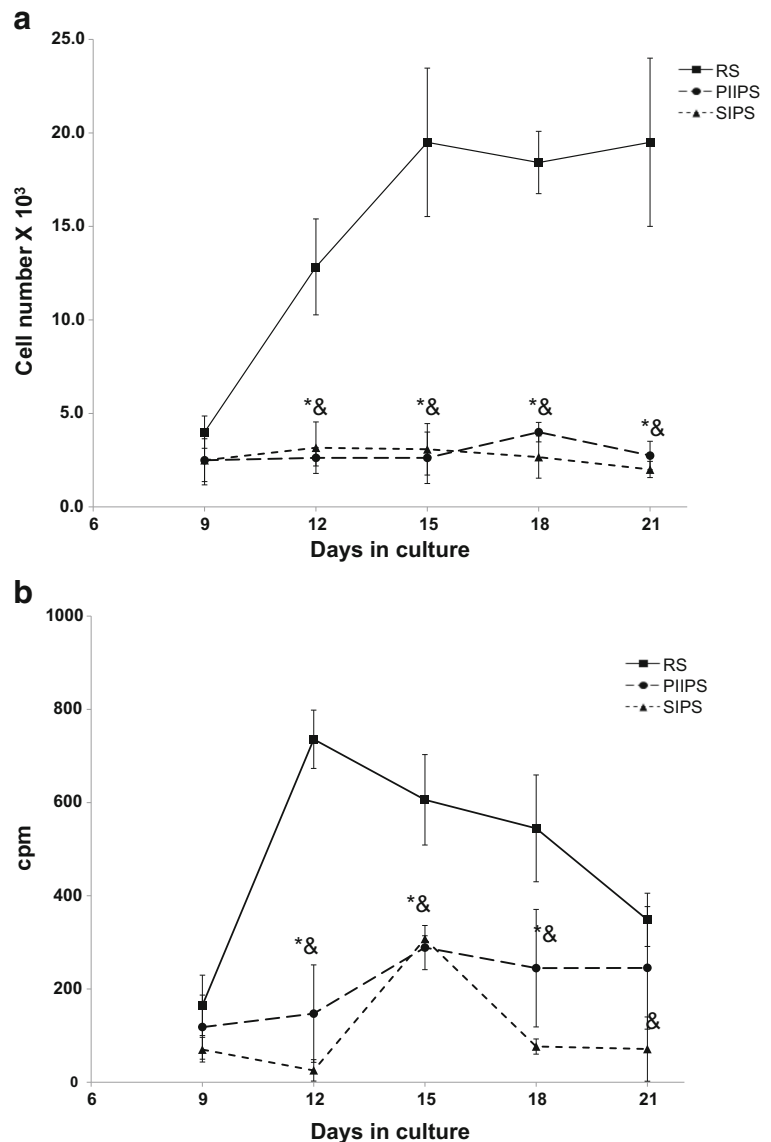 a
25.0
20.0
15.0
10.0
5.0
0.0
Cell number X 10³
RS
PIIPS
SIPS
*&
*&
*&
*&
6
9
12
15
18
21
Days in culture
b
1000
800
600
400
200
0
cpm
RS
PIIPS
SIPS
*&
*&
*&
&
6
9
12
15
18
21
Days in culture